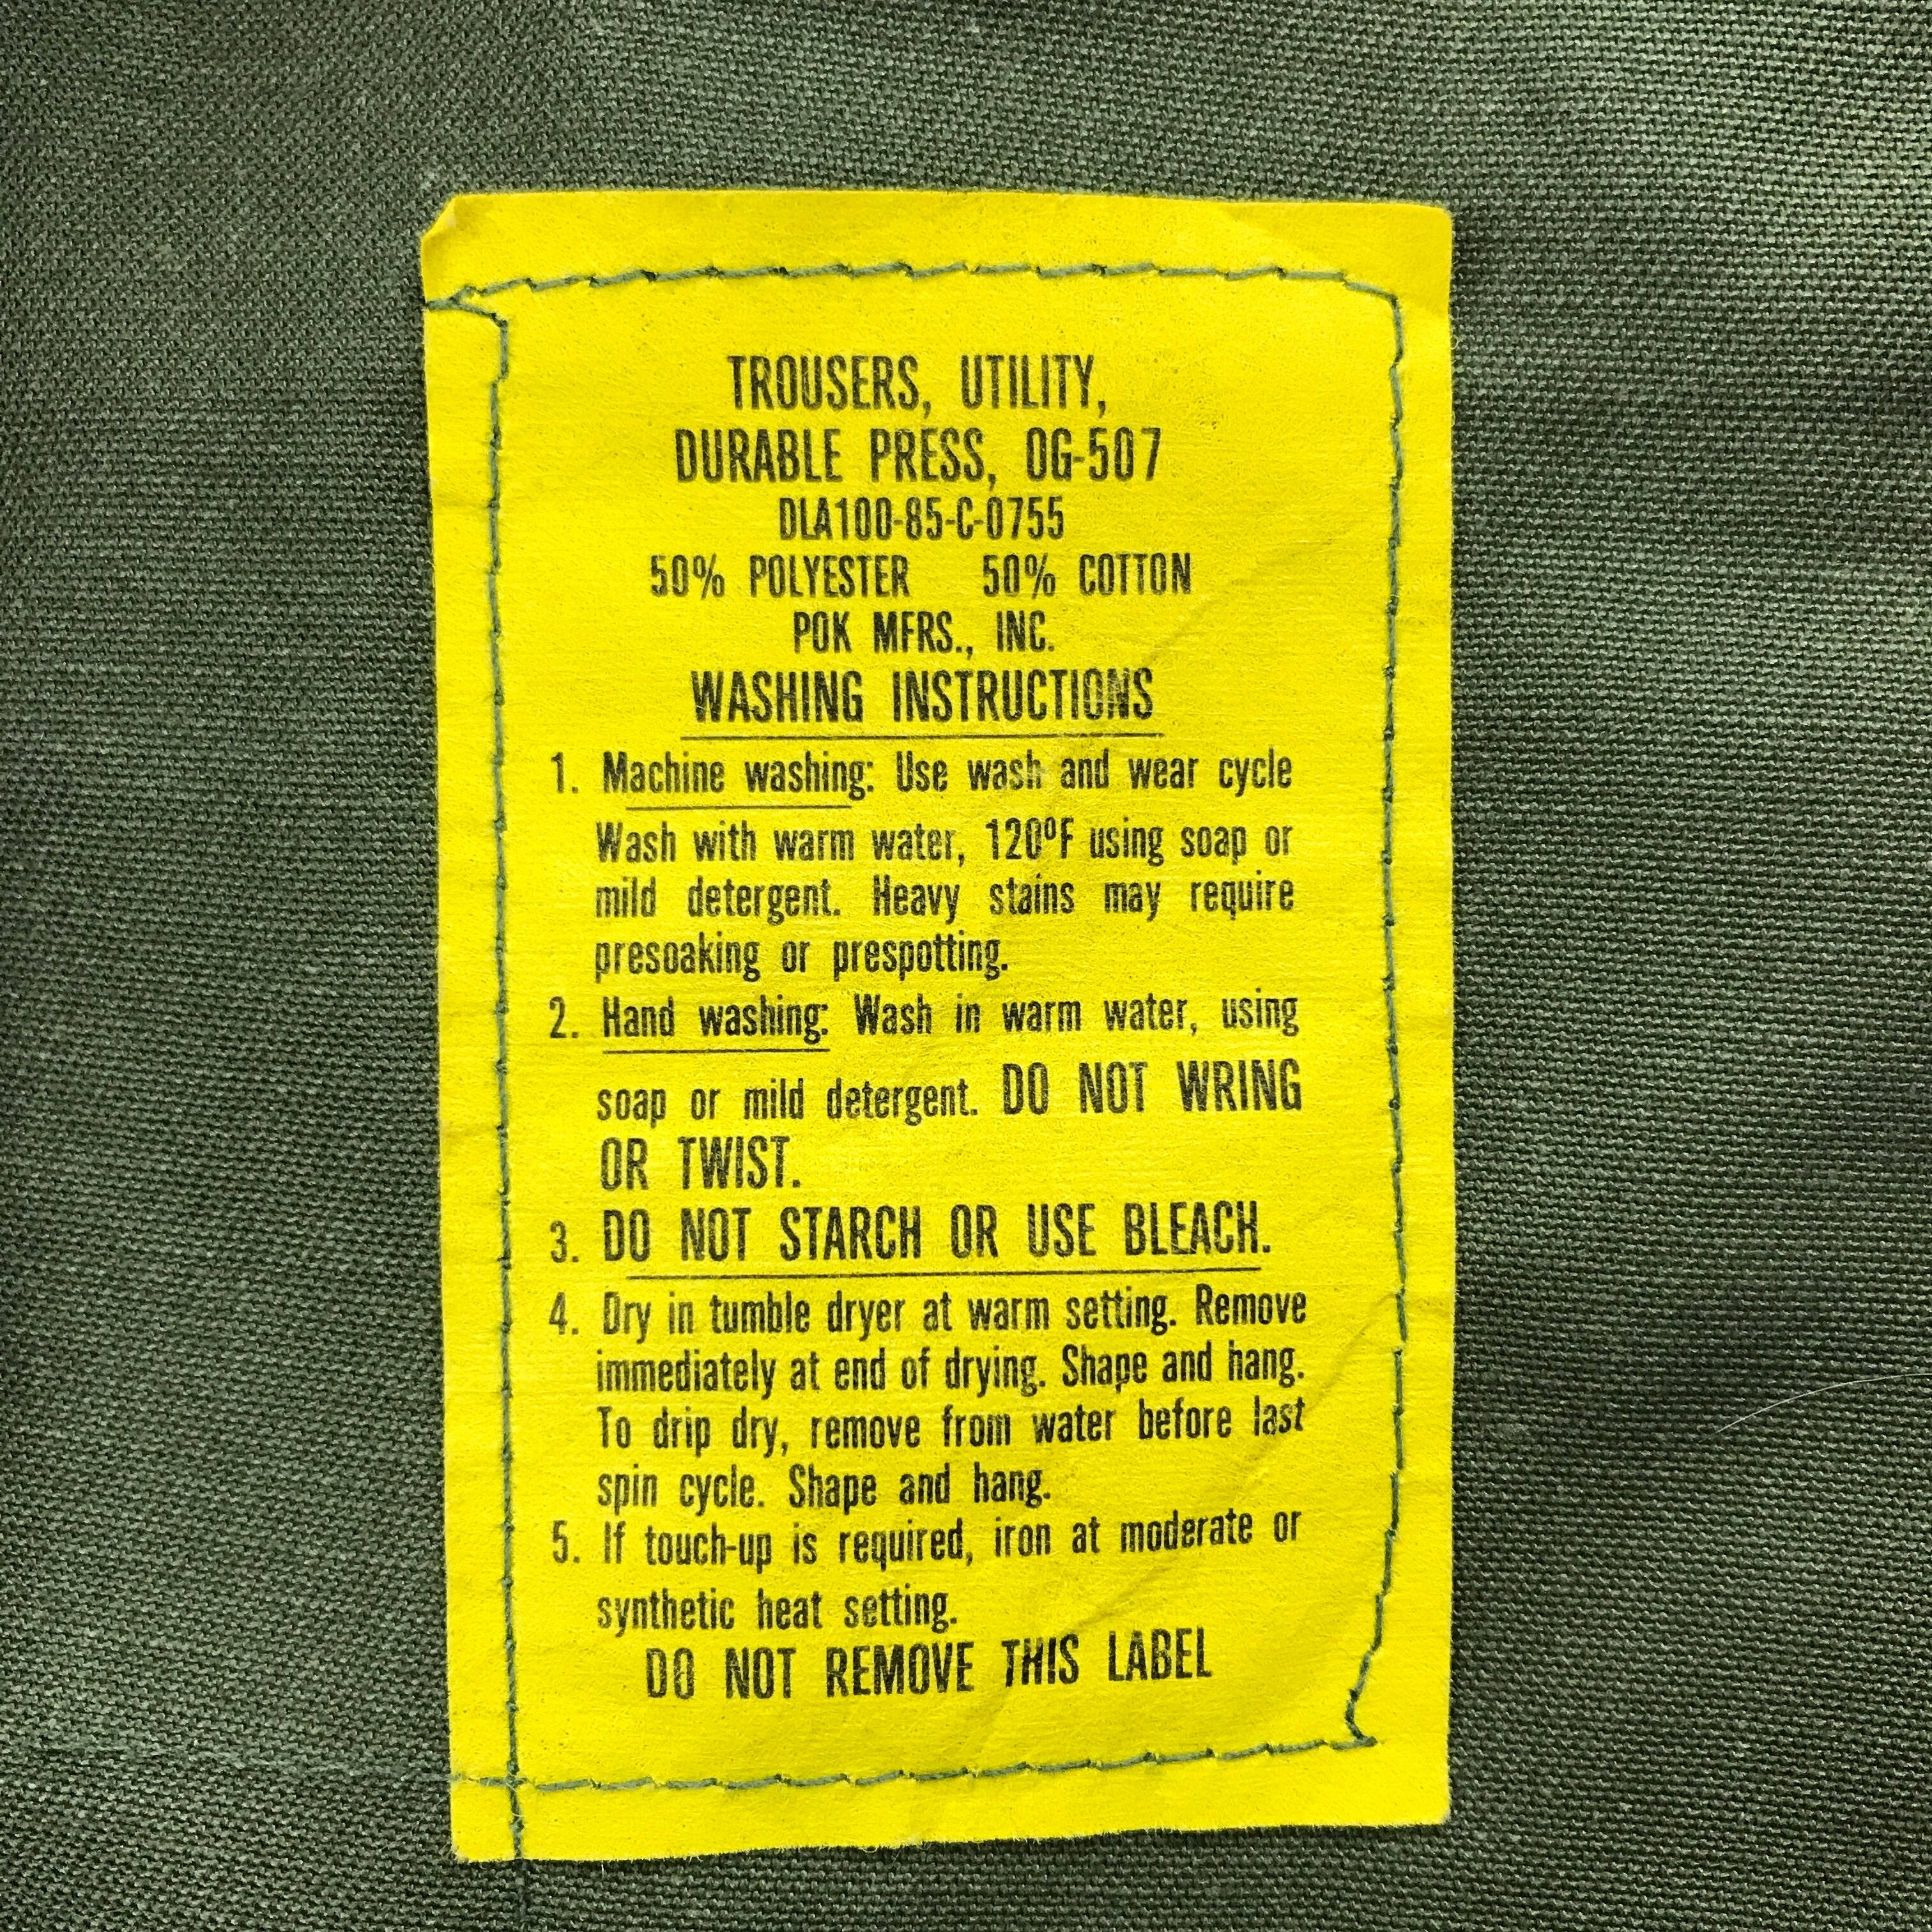 TROUSERS, UTILITY,
DURABLE PRESS, OG-507
DLA100-85-C-0755
50% POLYESTER 50% COTTON
POK MFRS., INC.
WASHING INSTRUCTIONS
1. Machine washing: Use wash and wear cycle
Wash with warm water, 120ºF using soap or
mild detergent. Heavy stains may require
presoaking or prespotting.
2. Hand washing: Wash in warm water, using
soap or mild detergent. DO NOT WRING
OR TWIST.
3. DO NOT STARCH OR USE BLEACH.
4. Dry in tumble dryer at warm setting. Remove
immediately at end of drying. Shape and hang.
To drip dry, remove from water before last
spin cycle. Shape and hang.
5. If touch-up is required, iron at moderate or
synthetic heat setting.
DO NOT REMOVE THIS LABEL